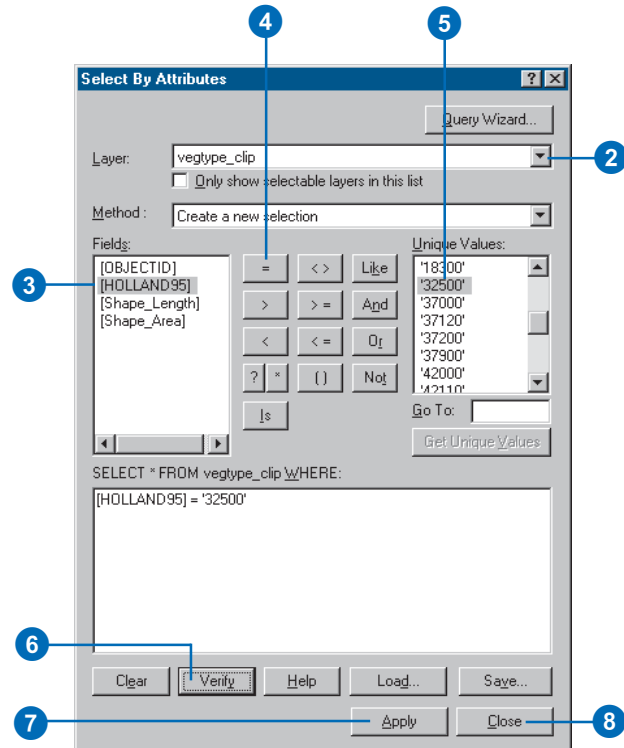 4 5
Select By Attributes ? ×
Query Wizard...
Layer: vegtype_clip 2
Only show selectable layers in this list
Method : Create a new selection
Fields: Unique Values:
[OBJECTID] = < > Like '18300'
3 [HOLLAND95] '32500'
[Shape_Length] > > = And '37000'
[Shape_Area] '37120'
< < = Or '37200'
'37900'
? * ( ) Not '42000'
'42110'
Is Go To:
Get Unique Values
SELECT * FROM vegtype_clip WHERE:
[HOLLAND95] = '32500'
6
Clear Verify Help Load... Save...
7 Apply Close 8